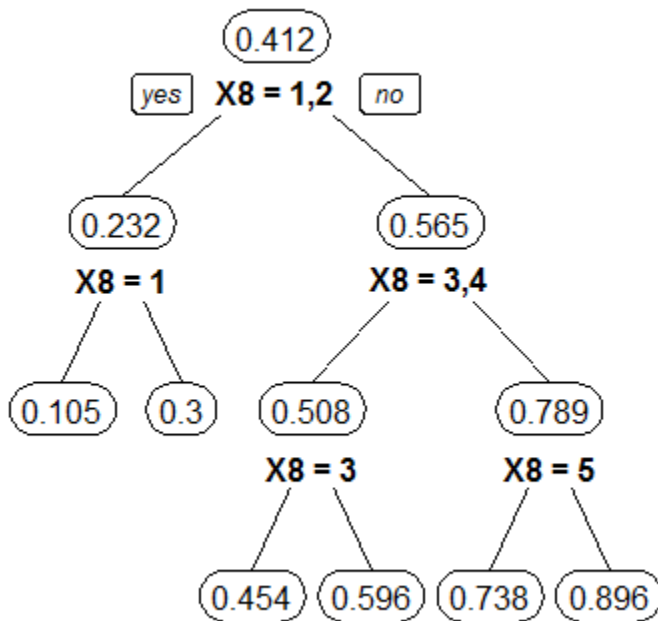 0.412
yes X8 = 1,2 no
0.232 0.565
X8 = 1 X8 = 3,4
0.105 0.3 0.508 0.789
X8 = 3 X8 = 5
0.454 0.596 0.738 0.896